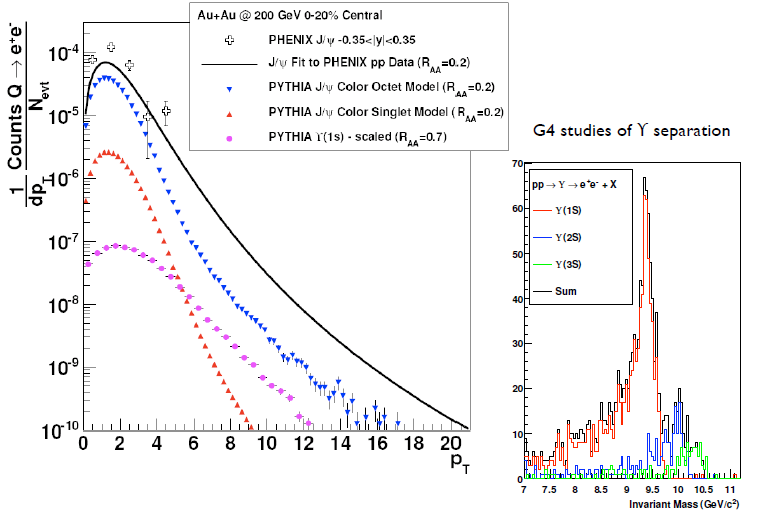 Au+Au @ 200 GeV 0-20% Central
PHENIX J/ψ -0.35<|y|<0.35
J/ψ Fit to PHENIX pp Data (R_AA=0.2)
PYTHIA J/ψ Color Octet Model (R_AA=0.2)
PYTHIA J/ψ Color Singlet Model (R_AA=0.2)
PYTHIA ϒ(1s) - scaled (R_AA=0.7)
1/dp_T Counts Q → e⁺e⁻/N_evt
10⁻⁴
10⁻⁵
10⁻⁶
10⁻⁷
10⁻⁸
10⁻⁹
10⁻¹⁰
0 2 4 6 8 10 12 14 16 18 20
p_T
G4 studies of ϒ separation
pp → ϒ → e⁺e⁻ + X
ϒ(1S)
ϒ(2S)
ϒ(3S)
Sum
70
60
50
40
30
20
10
0
7 7.5 8 8.5 9 9.5 10 10.5 11
Invariant Mass (GeV/c²)